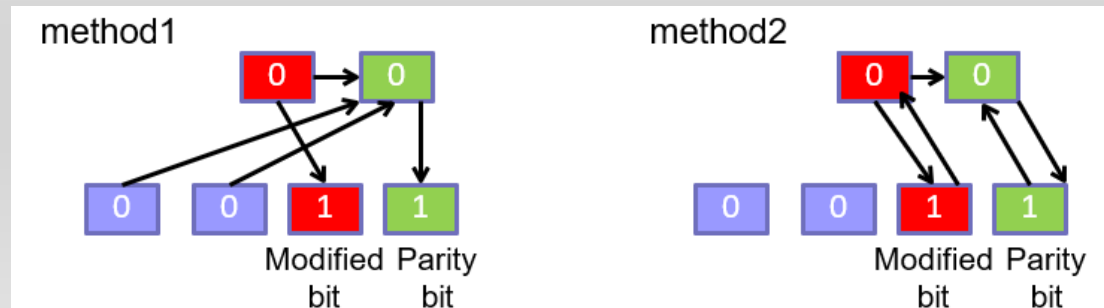 method1
0 0
0 0 1 1
Modified Parity
bit bit
method2
0 0
0 0 1 1
Modified Parity
bit bit